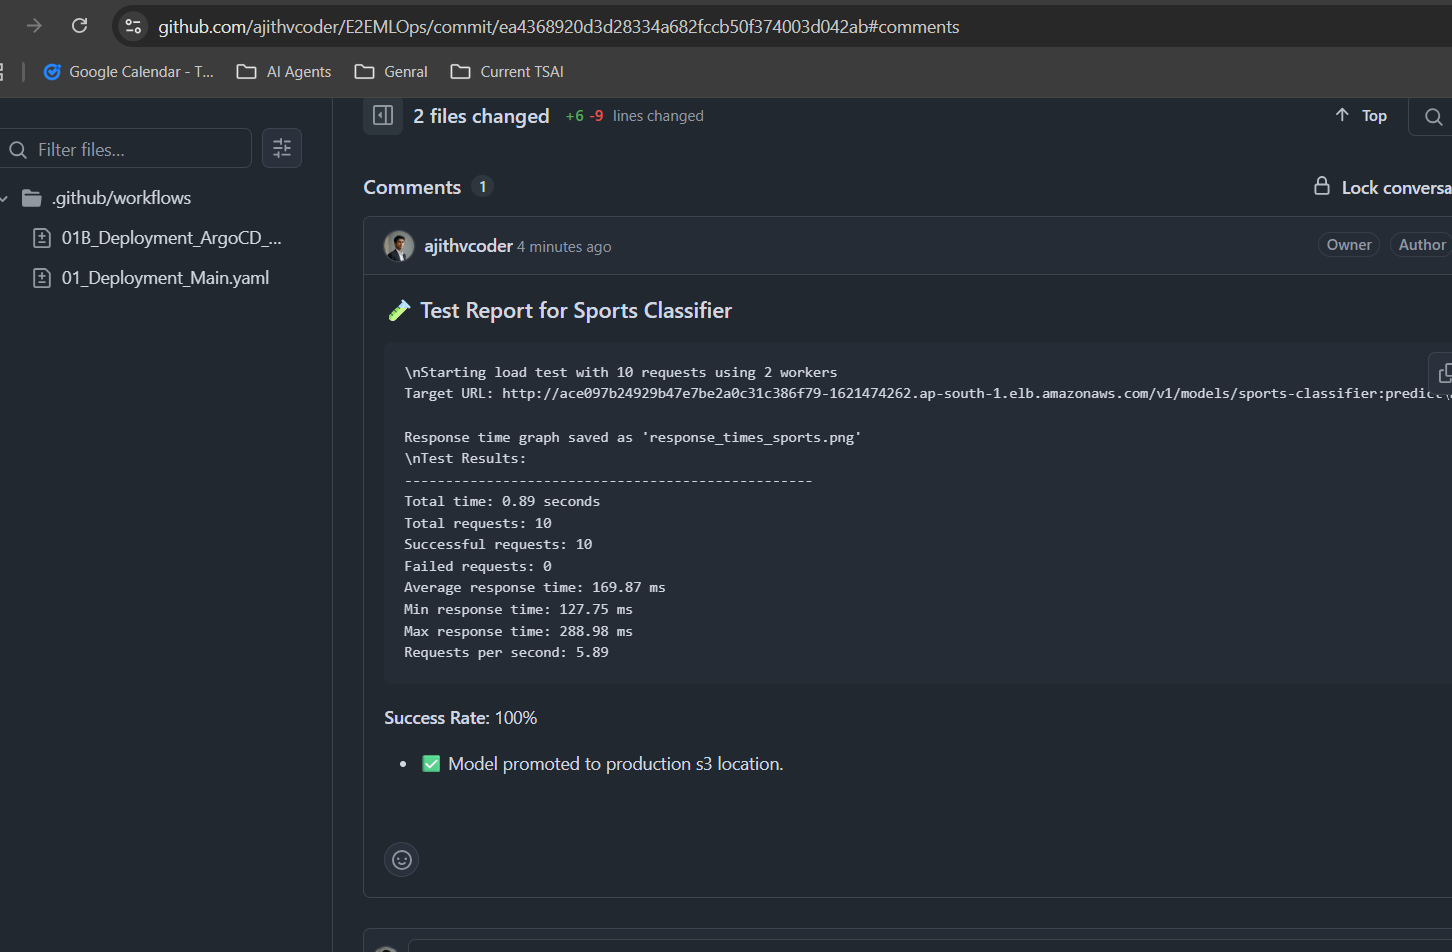 github.com/ajithvcoder/E2EMLOps/commit/ea4368920d3d28334a682fccb50f374003d042ab#comments
Google Calendar - T...
AI Agents
Genral
Current TSAI
2 files changed +6 -9 lines changed
Top
Filter files...
Comments 1
Lock conversa
.github/workflows
01B_Deployment_ArgoCD_...
01_Deployment_Main.yaml
ajithvcoder 4 minutes ago
Owner
Author
Test Report for Sports Classifier
\nStarting load test with 10 requests using 2 workers
Target URL: http://ace097b24929b47e7be2a0c31c386f79-1621474262.ap-south-1.elb.amazonaws.com/v1/models/sports-classifier:predict
Response time graph saved as 'response_times_sports.png'
\nTest Results:
--------------------------------------------------
Total time: 0.89 seconds
Total requests: 10
Successful requests: 10
Failed requests: 0
Average response time: 169.87 ms
Min response time: 127.75 ms
Max response time: 288.98 ms
Requests per second: 5.89
Success Rate: 100%
Model promoted to production s3 location.